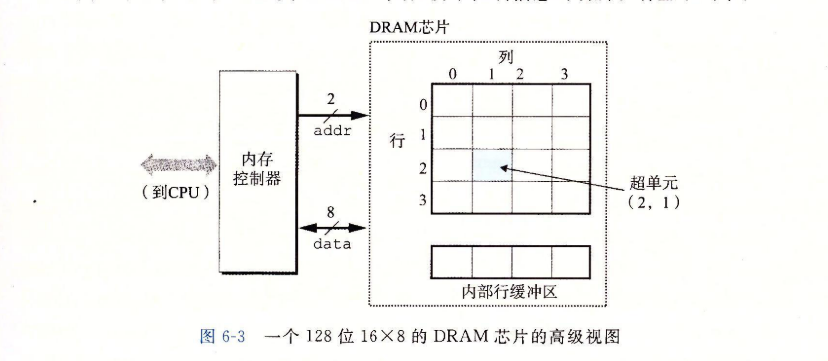 DRAM芯片
列
0 1 2 3
2
addr
行
0
1
2
3
内存
控制器
(到CPU)
超单元
(2, 1)
8
data
内部行缓冲区
图 6-3 一个 128 位 16×8 的 DRAM 芯片的高级视图